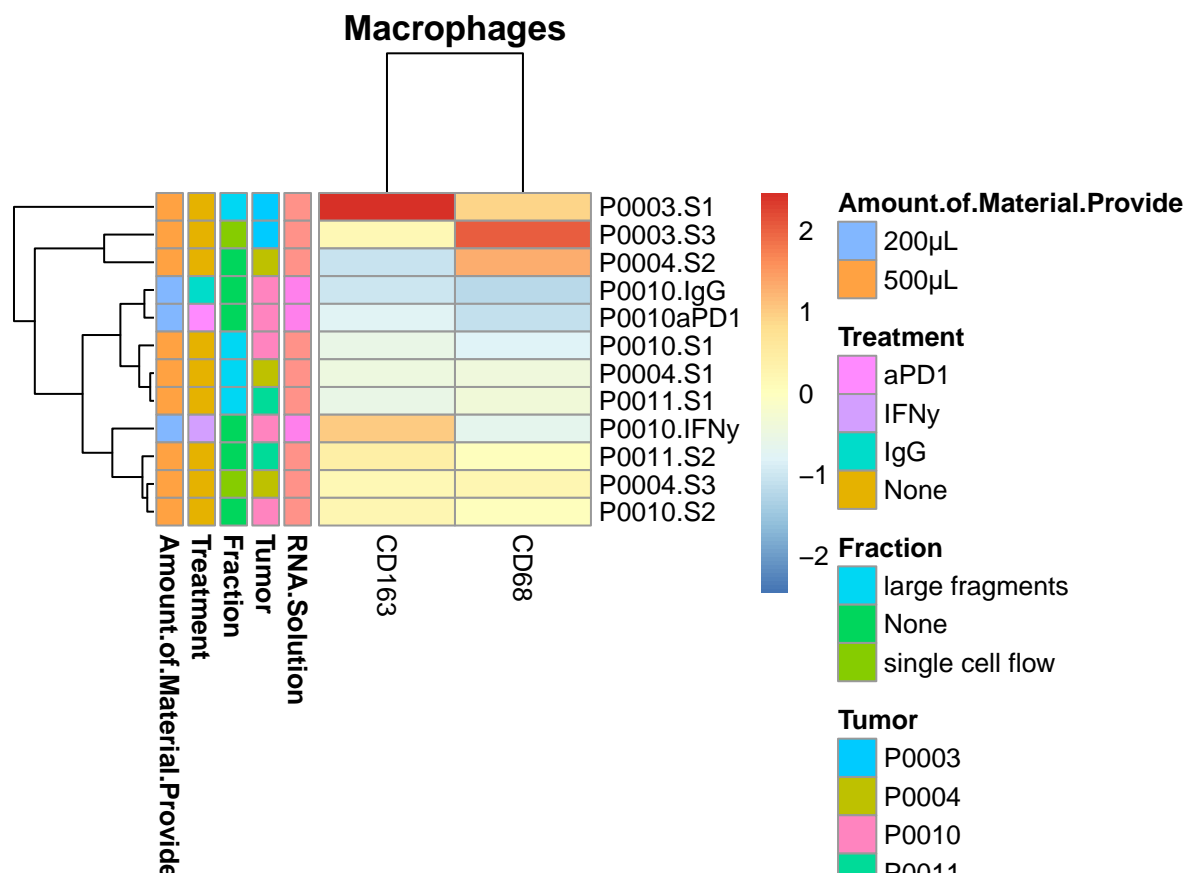 Macrophages
P0003.S1
P0003.S3
P0004.S2
P0010.IgG
P0010aPD1
P0010.S1
P0004.S1
P0011.S1
P0010.IFNy
P0011.S2
P0004.S3
P0010.S2
Amount.of.Material.Provide
Treatment
Fraction
Tumor
RNA.Solution
CD163
CD68
2
1
0
−1
−2
Amount.of.Material.Provide
200µL
500µL
Treatment
aPD1
IFNy
IgG
None
Fraction
large fragments
None
single cell flow
Tumor
P0003
P0004
P0010
P0011